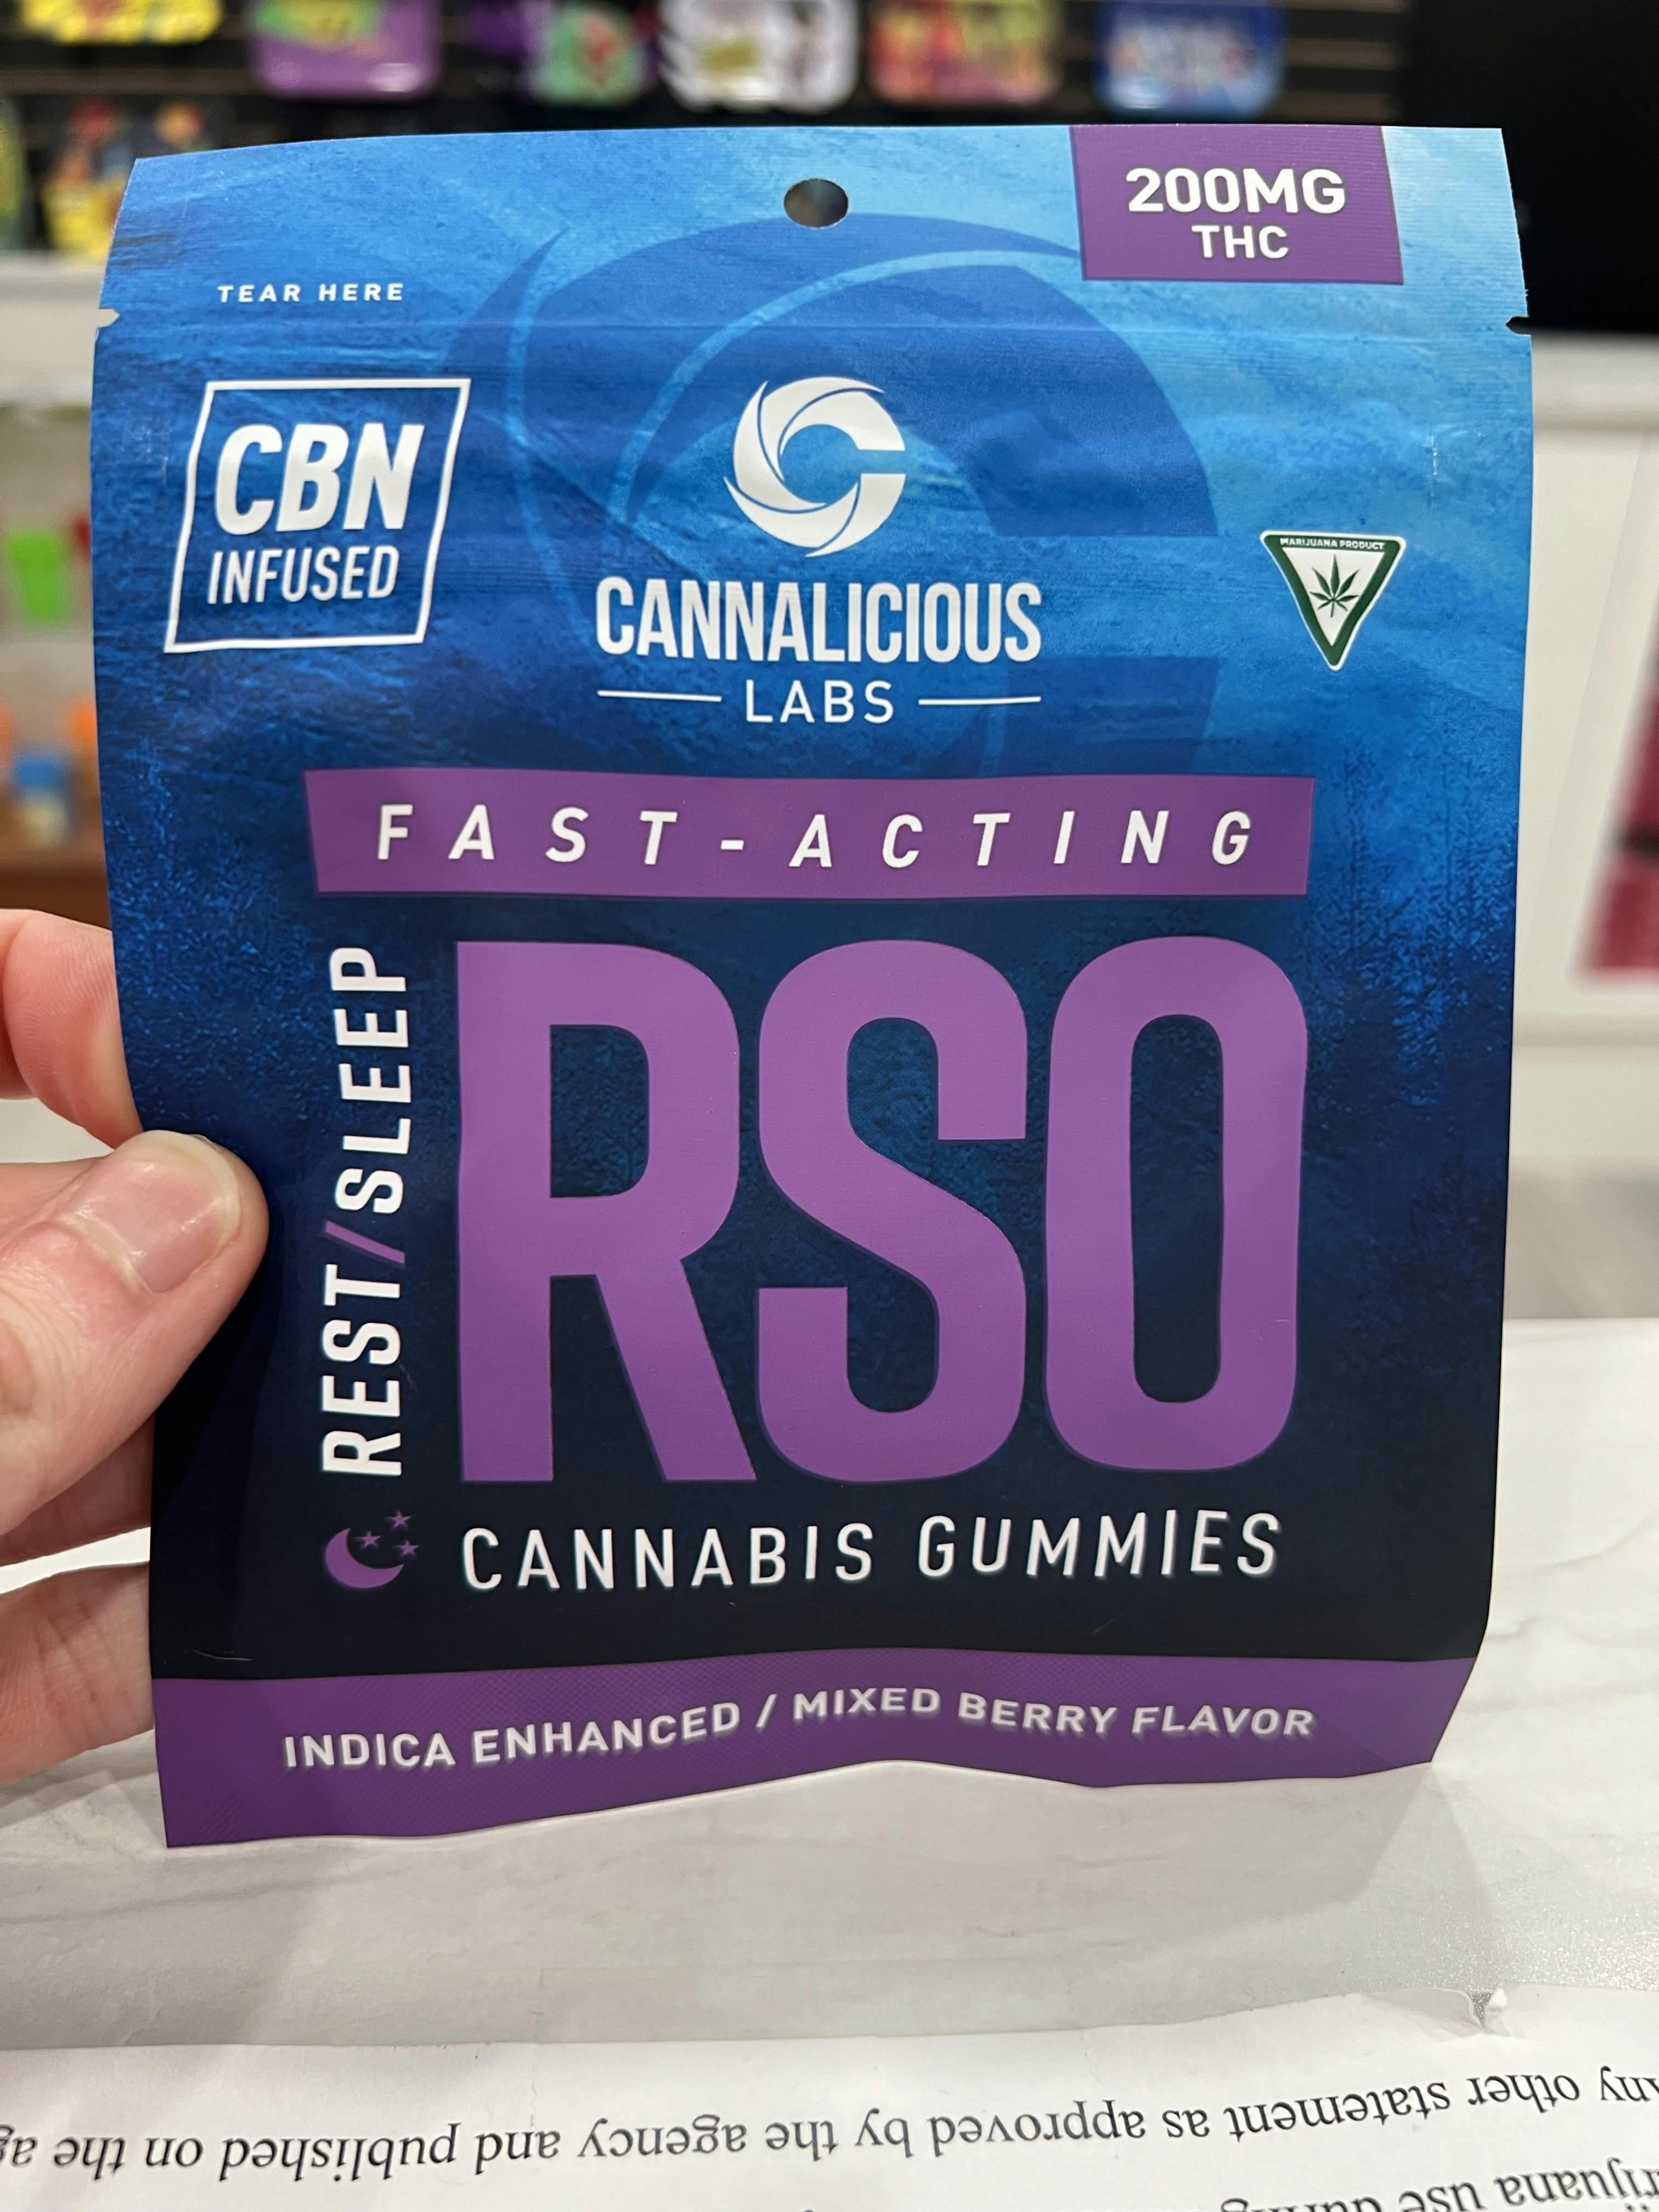 200MG
THC
TEAR HERE
CBN
INFUSED
CANNALICIOUS
LABS
MARIJUANA PRODUCT
FAST-ACTING
REST/SLEEP
RSO
CANNABIS GUMMIES
INDICA ENHANCED / MIXED BERRY FLAVOR
ny other statement as approved by the agency and published on the